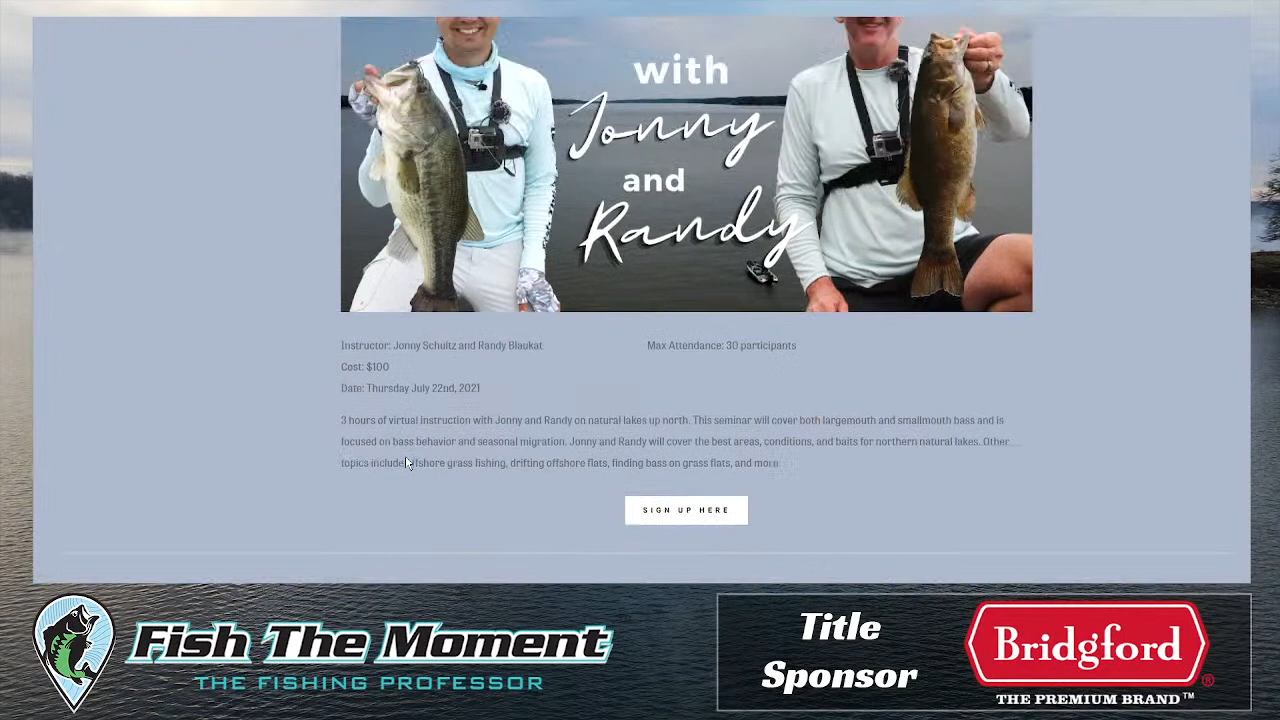 with
Jonny
and
Randy
Instructor: Jonny Schultz and Randy Blaukat
Max Attendance: 30 participants
Cost: $100
Date: Thursday July 22nd, 2021
3 hours of virtual instruction with Jonny and Randy on natural lakes up north. This seminar will cover both largemouth and smallmouth bass and is
focused on bass behavior and seasonal migration. Jonny and Randy will cover the best areas, conditions, and baits for northern natural lakes. Other
topics include offshore grass fishing, drifting offshore flats, finding bass on grass flats, and more
SIGN UP HERE
Fish The Moment
THE FISHING PROFESSOR
Title
Sponsor
Bridgford®
THE PREMIUM BRAND™